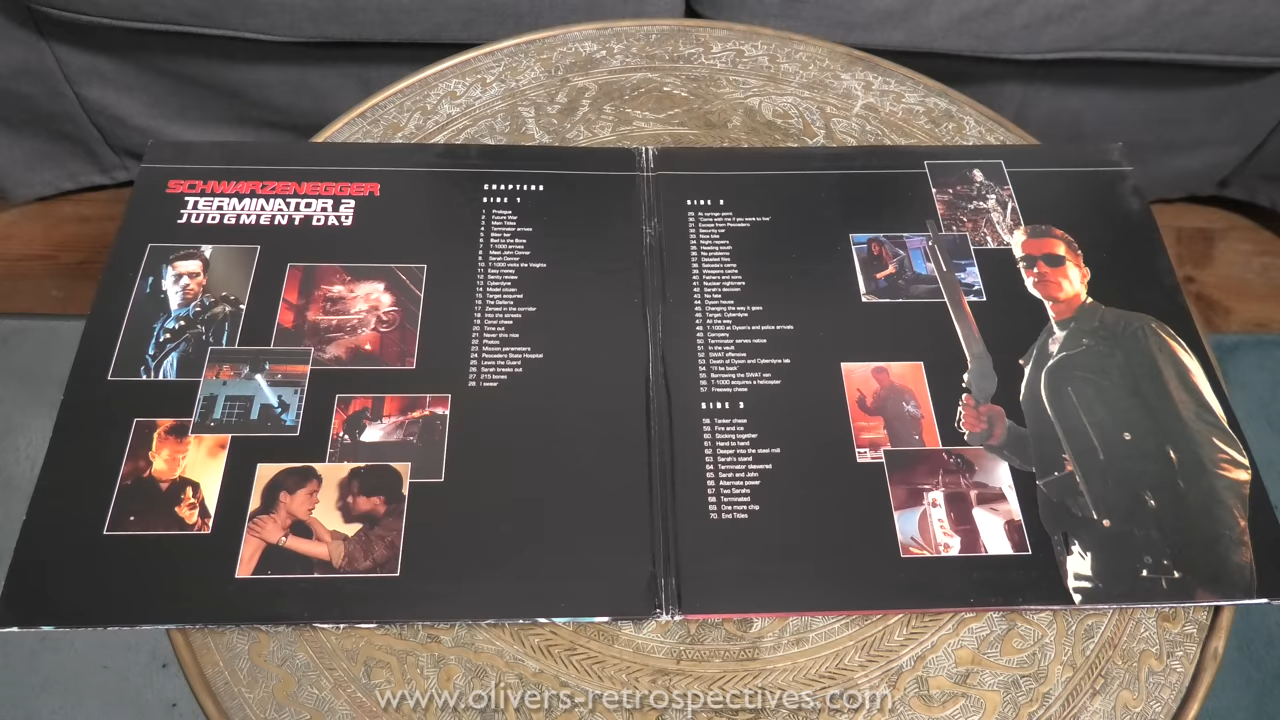 SCHWARZENEGGER
TERMINATOR 2
JUDGMENT DAY
CHAPTERS
SIDE 1
1. Prologue
2. Future War
3. Main Titles
4. Terminator arrives
5. Biker bar
6. Bad to the Bone
7. T-1000 arrives
8. Meet John Connor
9. Sarah Connor
10. T-1000 visits the Voights
11. Easy money
12. Sanity review
13. Cyberdyne
14. Model citizen
15. Target acquired
16. The Galleria
17. Zeroed in the corridor
18. Into the streets
19. Canal chase
20. Time out
21. Never this nice
22. Photos
23. Mission parameters
24. Pescadero State Hospital
25. Lewis the Guard
26. Sarah breaks out
27. 215 bones
28. I swear
SIDE 2
29. At syringe-point
30. "Come with me if you want to live"
31. Escape from Pescadero
32. Security car
33. Nice bike
34. Night repairs
35. Heading south
36. No problemo
37. Detailed files
38. Salceda's camp
39. Weapons cache
40. Fathers and sons
41. Nuclear nightmare
42. Sarah's decision
43. No fate
44. Dyson house
45. Changing the way it goes
46. Target: Cyberdyne
47. All the way
48. T-1000 at Dyson's and police arrivals
49. Company
50. Terminator serves notice
51. In the vault
52. SWAT offensive
53. Death of Dyson and Cyberdyne lab
54. "I'll be back"
55. Borrowing the SWAT van
56. T-1000 acquires a helicopter
57. Freeway chase
SIDE 3
58. Tanker chase
59. Fire and ice
60. Sticking together
61. Hand to hand
62. Deeper into the steel mill
63. Sarah's stand
64. Terminator skewered
65. Sarah and John
66. Alternate power
67. Two Sarahs
68. Terminated
69. One more chip
70. End Titles
www.olivers-retrospectives.com